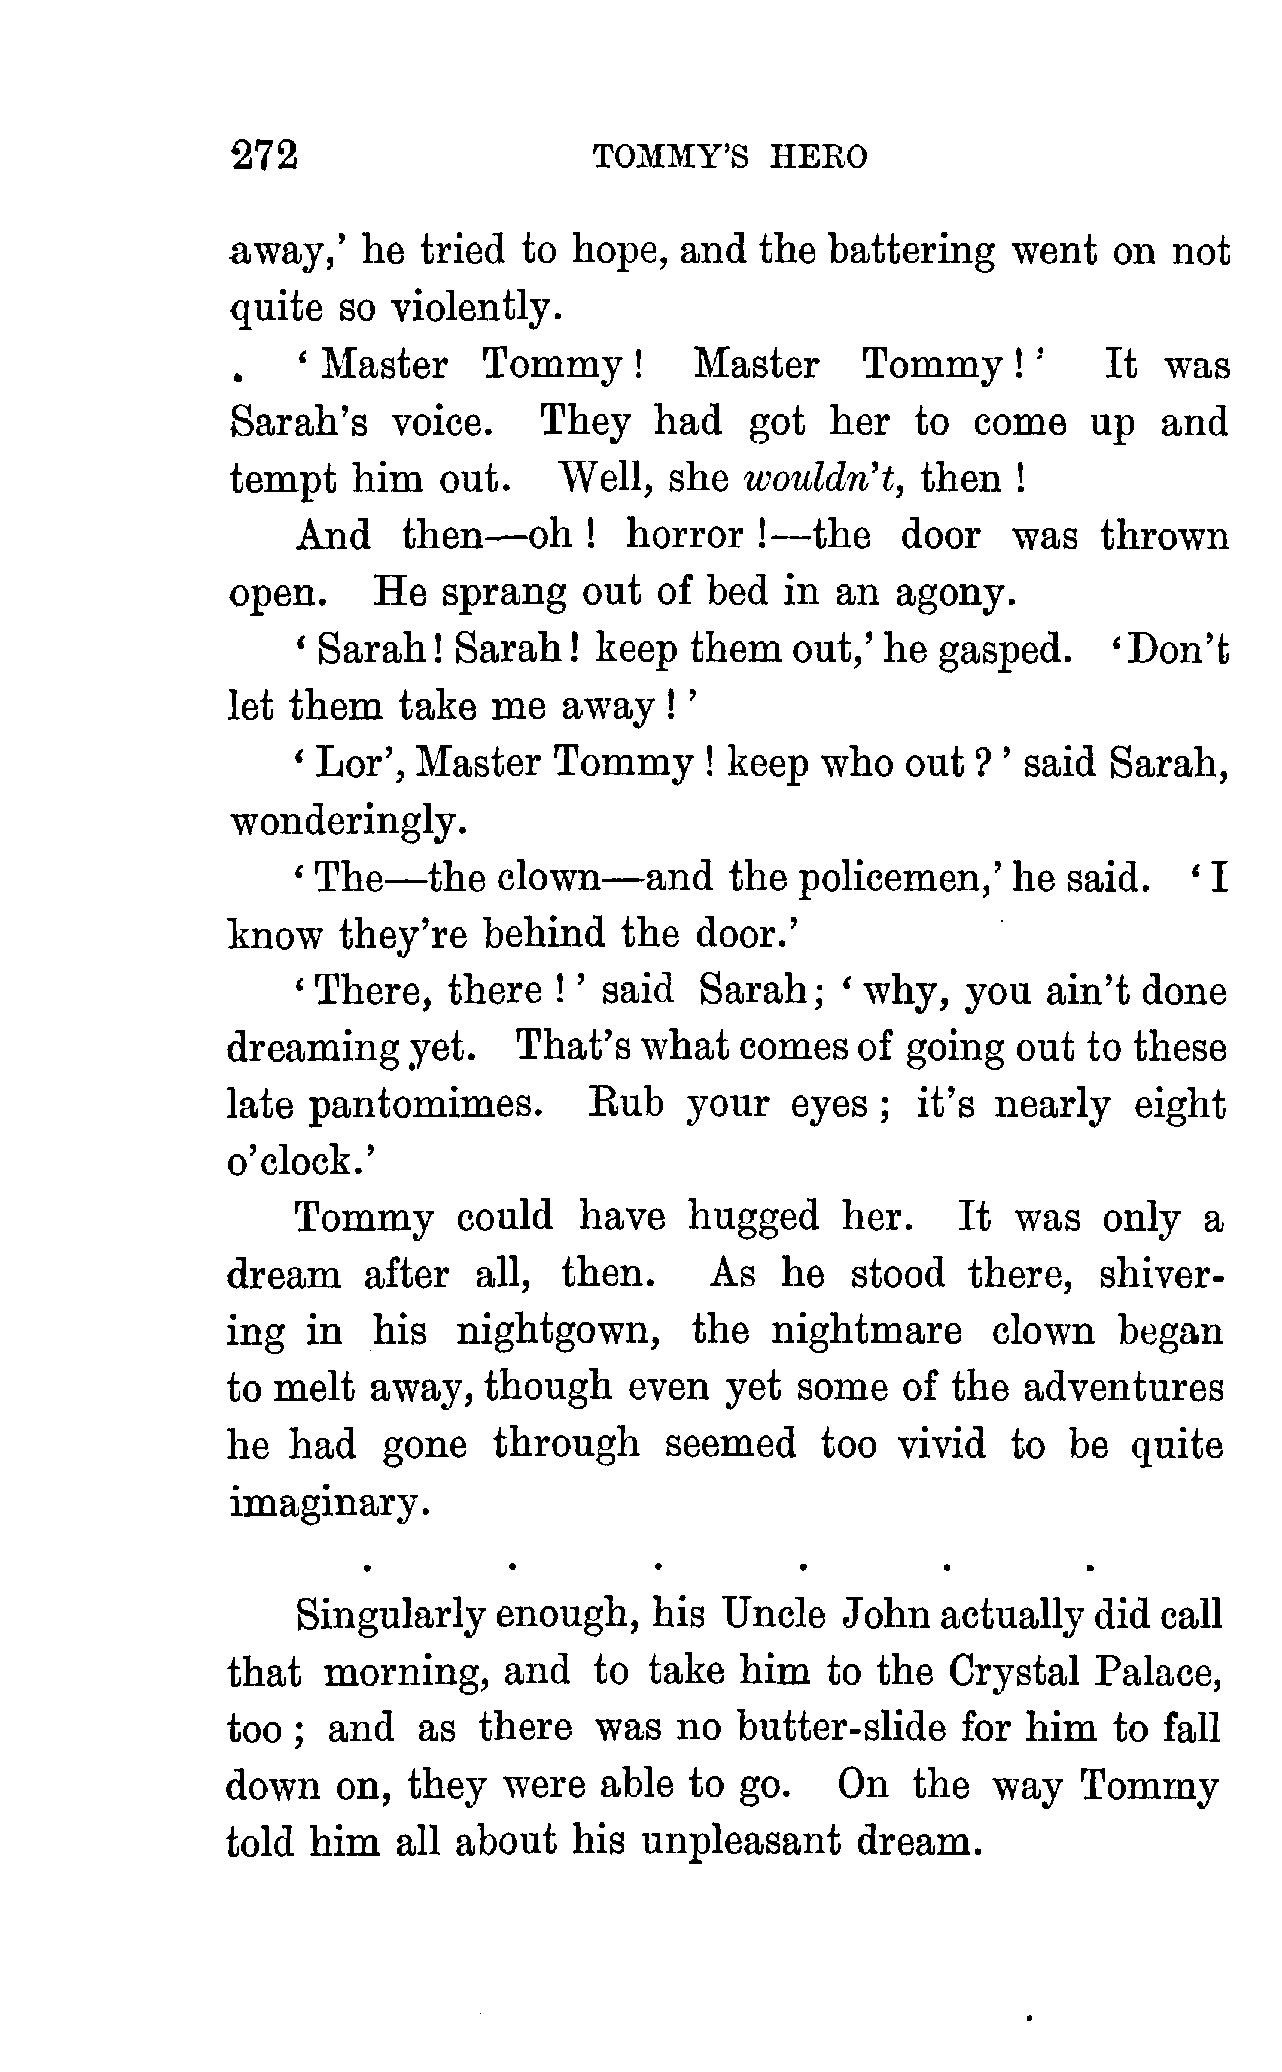 272 TOMMY'S HERO
away,' he tried to hope, and the battering went on not
quite so violently.
' Master Tommy ! Master Tommy ! ' It was
Sarah's voice. They had got her to come up and
tempt him out. Well, she wouldn't, then !
And then—oh ! horror !—the door was thrown
open. He sprang out of bed in an agony.
' Sarah ! Sarah ! keep them out,' he gasped. ' Don't
let them take me away ! '
' Lor', Master Tommy ! keep who out ? ' said Sarah,
wonderingly.
' The—the clown—and the policemen,' he said. ' I
know they're behind the door.'
' There, there ! ' said Sarah; ' why, you ain't done
dreaming yet. That's what comes of going out to these
late pantomimes. Rub your eyes ; it's nearly eight
o'clock.'
Tommy could have hugged her. It was only a
dream after all, then. As he stood there, shiver-
ing in his nightgown, the nightmare clown began
to melt away, though even yet some of the adventures
he had gone through seemed too vivid to be quite
imaginary.
. . . . . .
Singularly enough, his Uncle John actually did call
that morning, and to take him to the Crystal Palace,
too ; and as there was no butter-slide for him to fall
down on, they were able to go. On the way Tommy
told him all about his unpleasant dream.